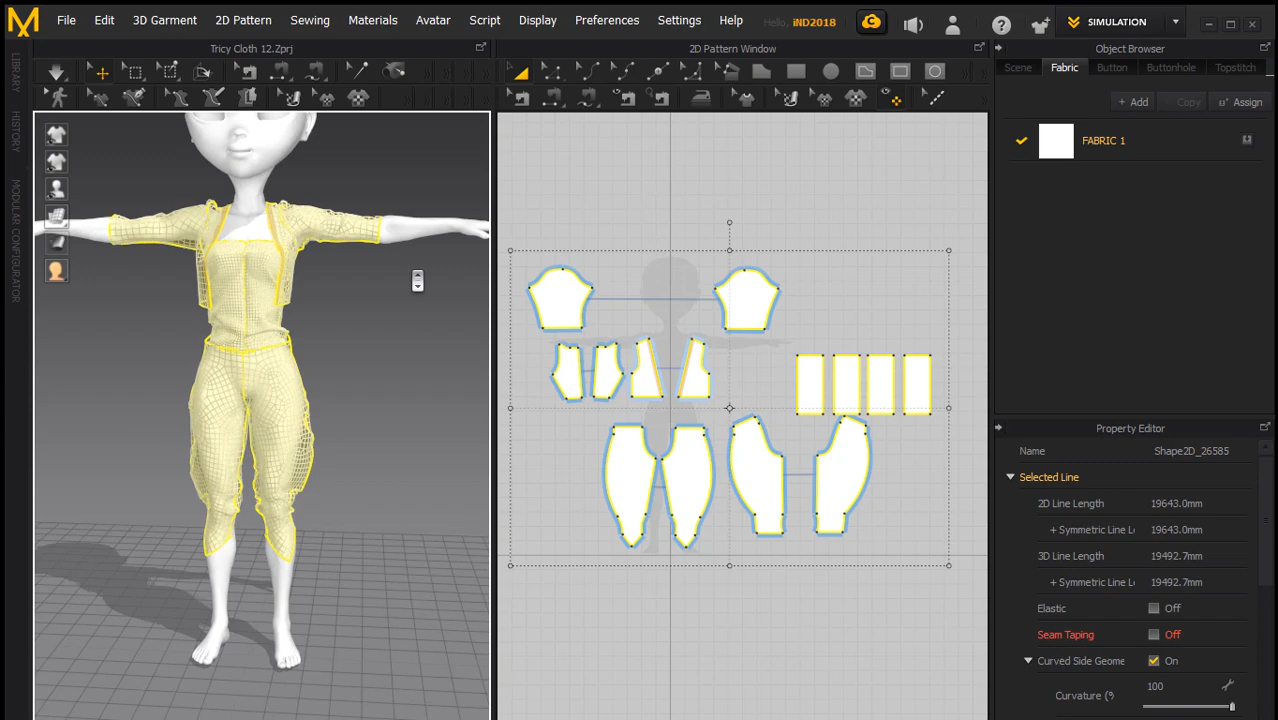 File Edit 3D Garment 2D Pattern Sewing Materials Avatar Script Display Preferences Settings Help Hello, iND2018 SIMULATION
Tricy Cloth 12.Zprj
2D Pattern Window
Object Browser
LIBRARY
HISTORY
MODULAR CONFIGURATOR
Scene Fabric Button Buttonhole Topstitch
+ Add Copy Assign
FABRIC 1
Property Editor
Name Shape2D_26585
Selected Line
2D Line Length 19643.0mm
+ Symmetric Line L 19643.0mm
3D Line Length 19492.7mm
+ Symmetric Line L 19492.7mm
Elastic Off
Seam Taping Off
Curved Side Geome On
Curvature (% 100